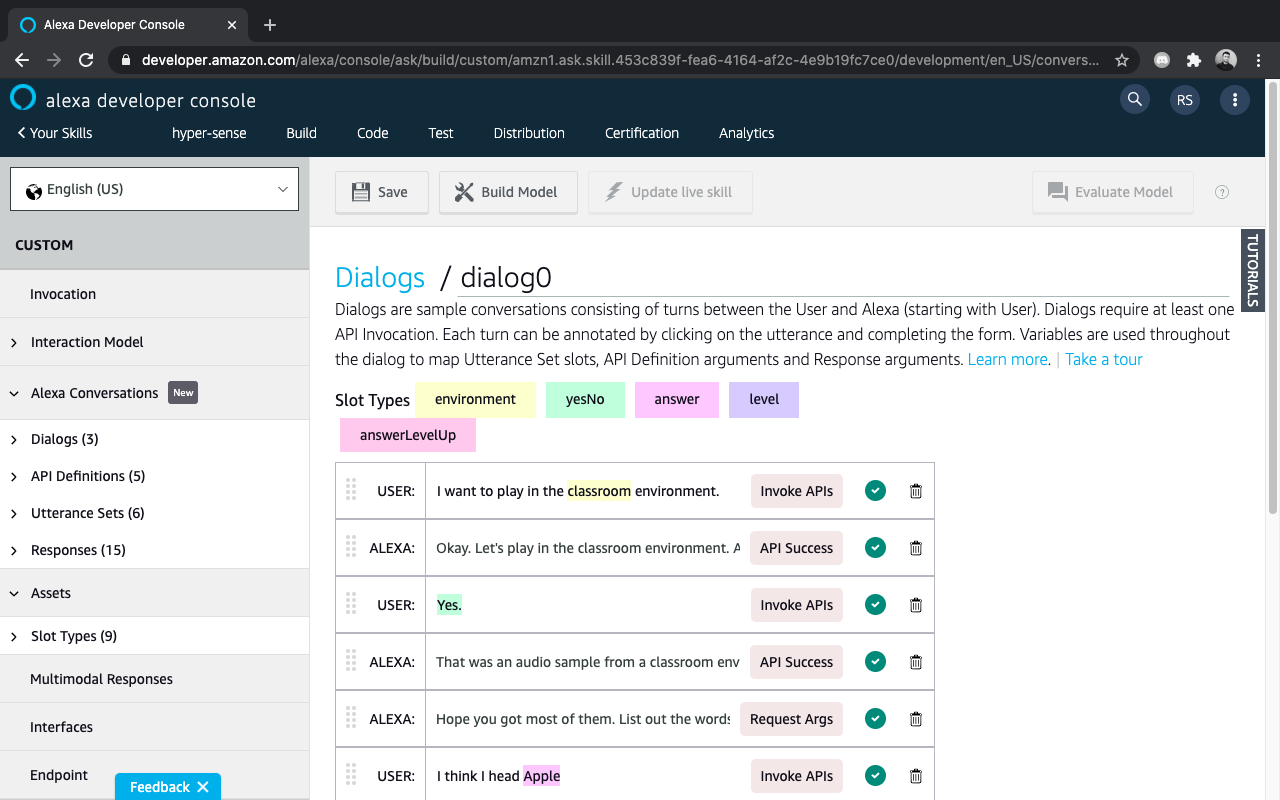 Alexa Developer Console
developer.amazon.com/alexa/console/ask/build/custom/amzn1.ask.skill.453c839f-fea6-4164-af2c-4e9b19fc7ce0/development/en_US/convers...
alexa developer console
RS
Your Skills
hyper-sense
Build
Code
Test
Distribution
Certification
Analytics
English (US)
Save
Build Model
Update live skill
Evaluate Model
?
CUSTOM
Invocation
Interaction Model
Alexa Conversations New
Dialogs (3)
API Definitions (5)
Utterance Sets (6)
Responses (15)
Assets
Slot Types (9)
Multimodal Responses
Interfaces
Endpoint
Feedback
TUTORIALS
Dialogs / dialog0
Dialogs are sample conversations consisting of turns between the User and Alexa (starting with User). Dialogs require at least one
API Invocation. Each turn can be annotated by clicking on the utterance and completing the form. Variables are used throughout
the dialog to map Utterance Set slots, API Definition arguments and Response arguments. Learn more. | Take a tour
Slot Types environment yesNo answer level
answerLevelUp
USER: I want to play in the classroom environment. Invoke APIs
ALEXA: Okay. Let's play in the classroom environment. A API Success
USER: Yes. Invoke APIs
ALEXA: That was an audio sample from a classroom env API Success
ALEXA: Hope you got most of them. List out the words Request Args
USER: I think I head Apple Invoke APIs